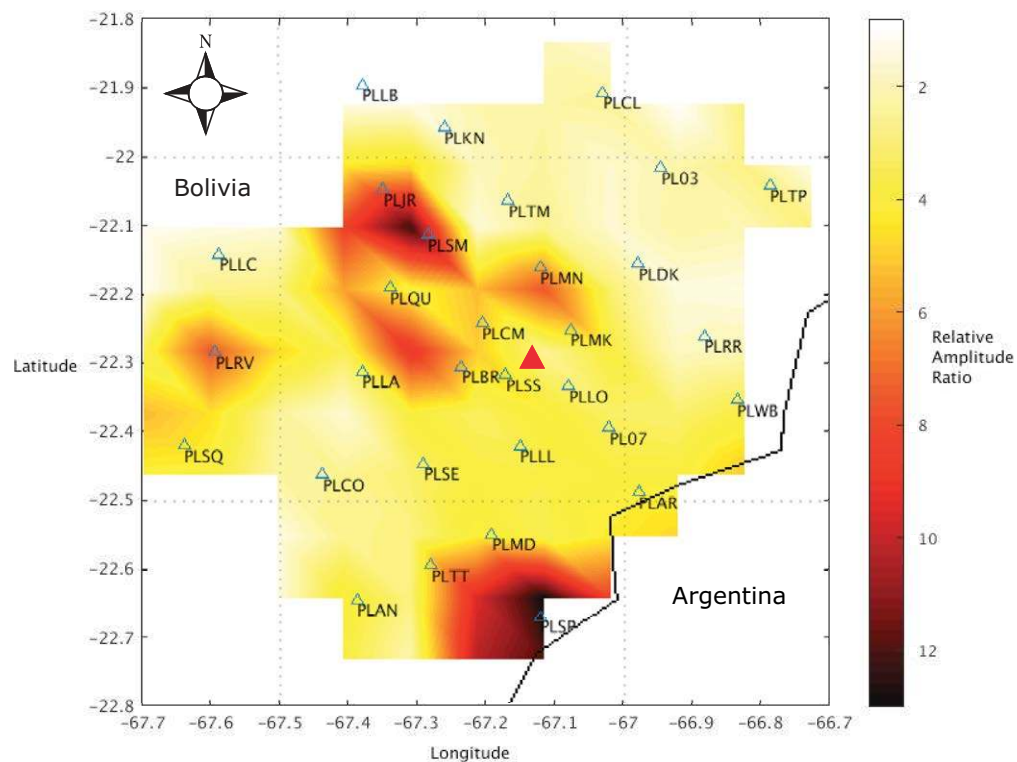 N
Bolivia
Argentina
PLLB
PLCL
PLKN
PL03
PLTP
PLJR
PLTM
PLSM
PLLC
PLMN
PLDK
PLQU
PLCM
PLMK
PLRR
PLRV
PLLA
PLBR
PLSS
PLLO
PLWB
PL07
PLSQ
PLLL
PLSE
PLCO
PLAR
PLMD
PLTT
PLAN
PLSP
Latitude
−21.8
−21.9
−22
−22.1
−22.2
−22.3
−22.4
−22.5
−22.6
−22.7
−22.8
−67.7 −67.6 −67.5 −67.4 −67.3 −67.2 −67.1 −67 −66.9 −66.8 −66.7
Longitude
2
4
6
8
10
12
Relative
Amplitude
Ratio